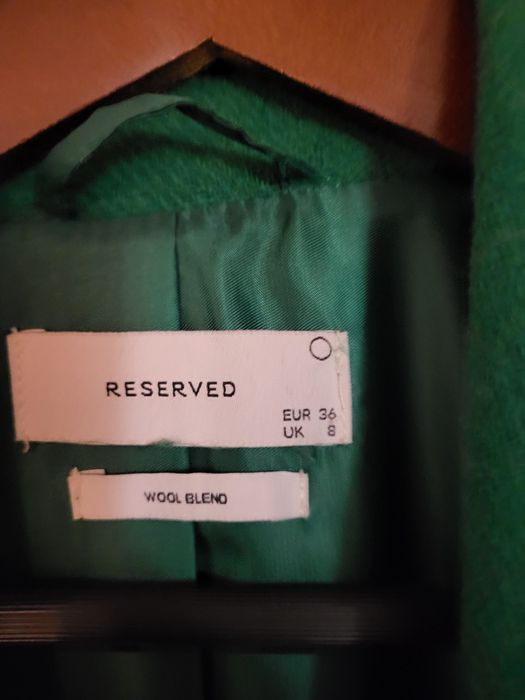 RESERVED
EUR 36
UK 8
WOOL BLEND